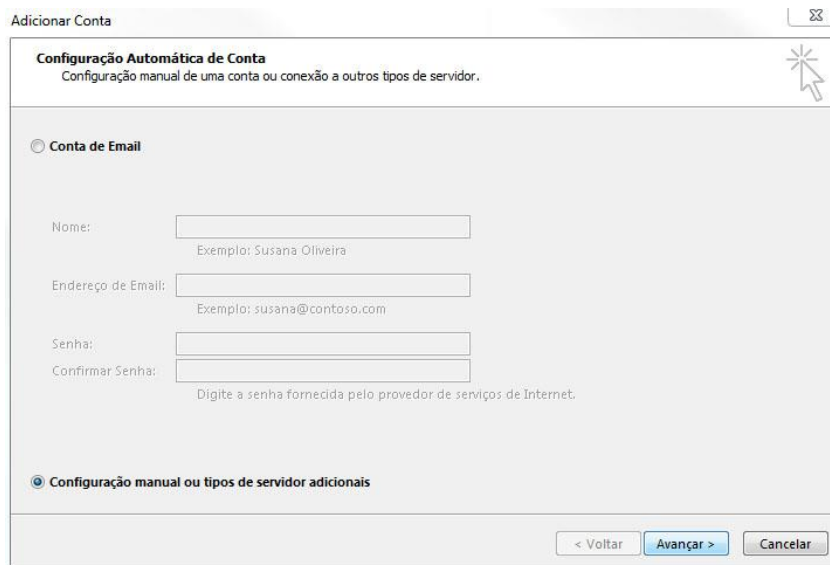 Adicionar Conta
Configuração Automática de Conta
Configuração manual de uma conta ou conexão a outros tipos de servidor.
Conta de Email
Nome:
Exemplo: Susana Oliveira
Endereço de Email:
Exemplo: susana@contoso.com
Senha:
Confirmar Senha:
Digite a senha fornecida pelo provedor de serviços de Internet.
Configuração manual ou tipos de servidor adicionais
< Voltar Avançar > Cancelar